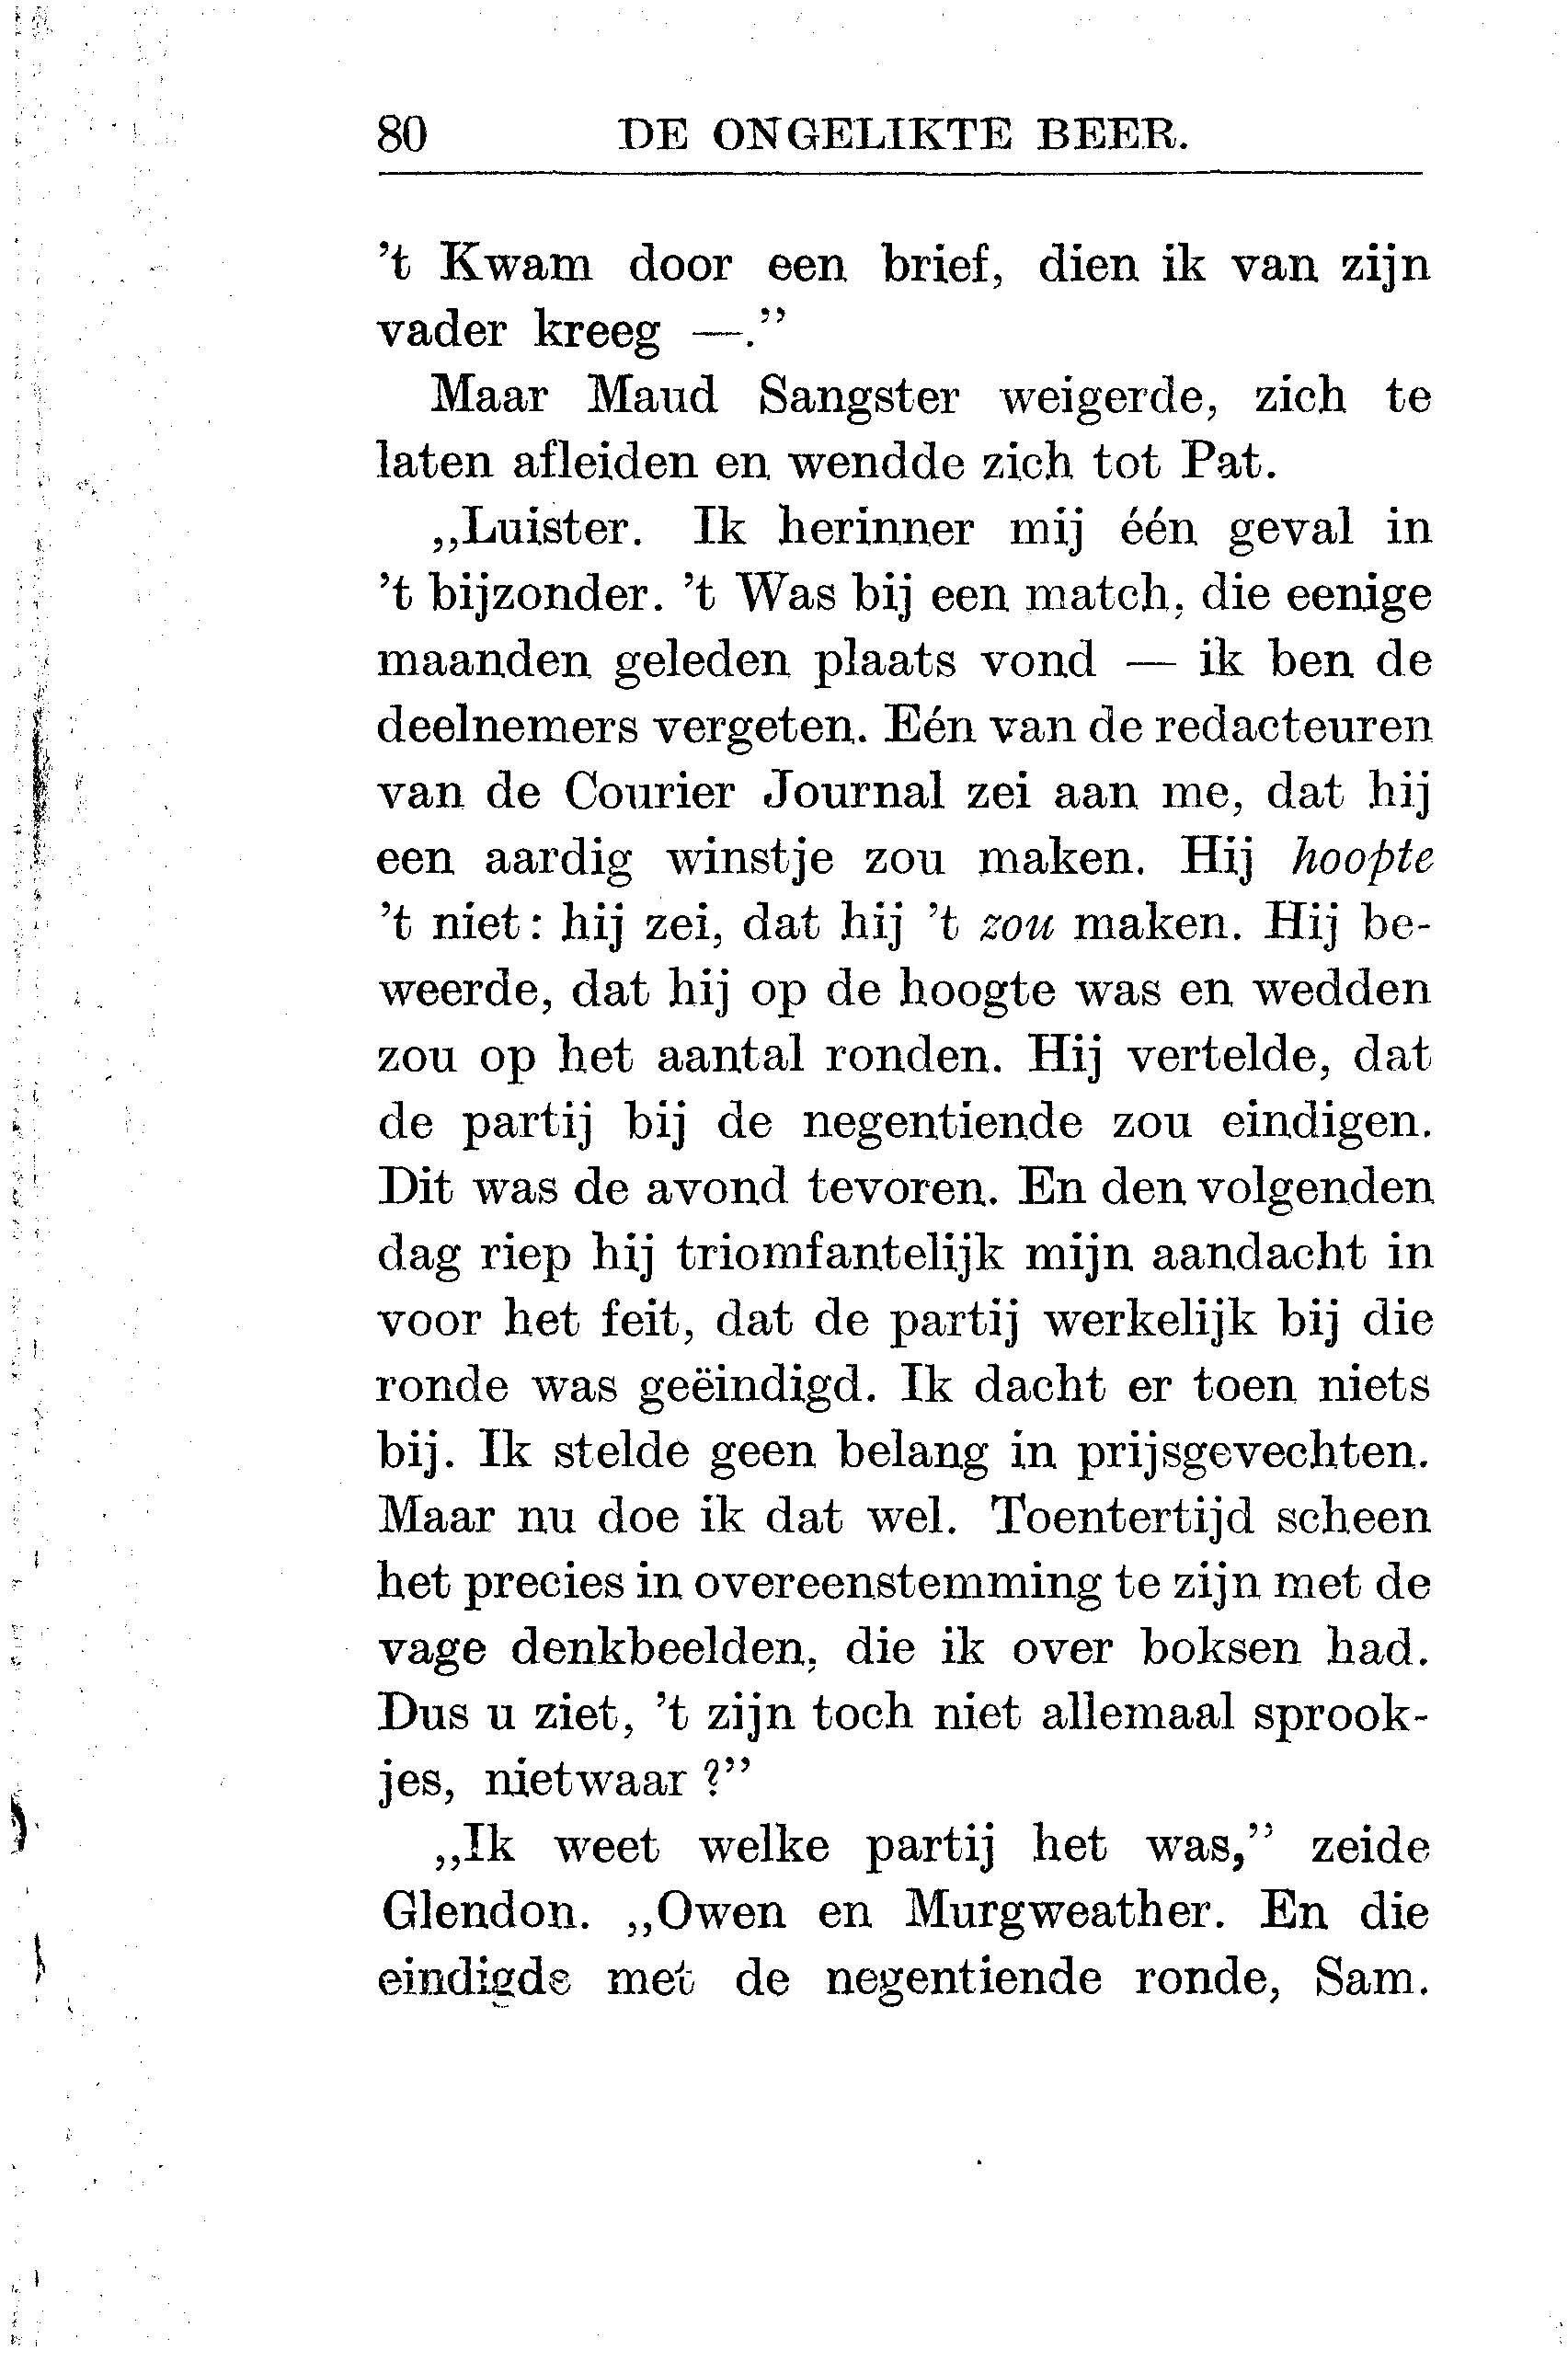 80 DE ONGELIKTE BEER.
’t Kwam door een brief, dien ik van zijn
vader kreeg —.”
Maar Maud Sangster weigerde, zich te
laten afleiden en wendde zich tot Pat.
„Luister. Ik herinner mij één geval in
’t bijzonder. ’t Was bij een match, die eenige
maanden geleden plaats vond — ik ben de
deelnemers vergeten. Eén van de redacteuren
van de Courier Journal zei aan me, dat hij
een aardig winstje zou maken. Hij hoopte
’t niet: hij zei, dat hij ’t zou maken. Hij be-
weerde, dat hij op de hoogte was en wedden
zou op het aantal ronden. Hij vertelde, dat
de partij bij de negentiende zou eindigen.
Dit was de avond tevoren. En den volgenden
dag riep hij triomfantelijk mijn aandacht in
voor het feit, dat de partij werkelijk bij die
ronde was geëindigd. Ik dacht er toen niets
bij. Ik stelde geen belang in prijsgevechten.
Maar nu doe ik dat wel. Toentertijd scheen
het precies in overeenstemming te zijn met de
vage denkbeelden, die ik over boksen had.
Dus u ziet, ’t zijn toch niet allemaal sprook-
jes, nietwaar ?”
„Ik weet welke partij het was,” zeide
Glendon. „Owen en Murgweather. En die
eindigde met de negentiende ronde, Sam.